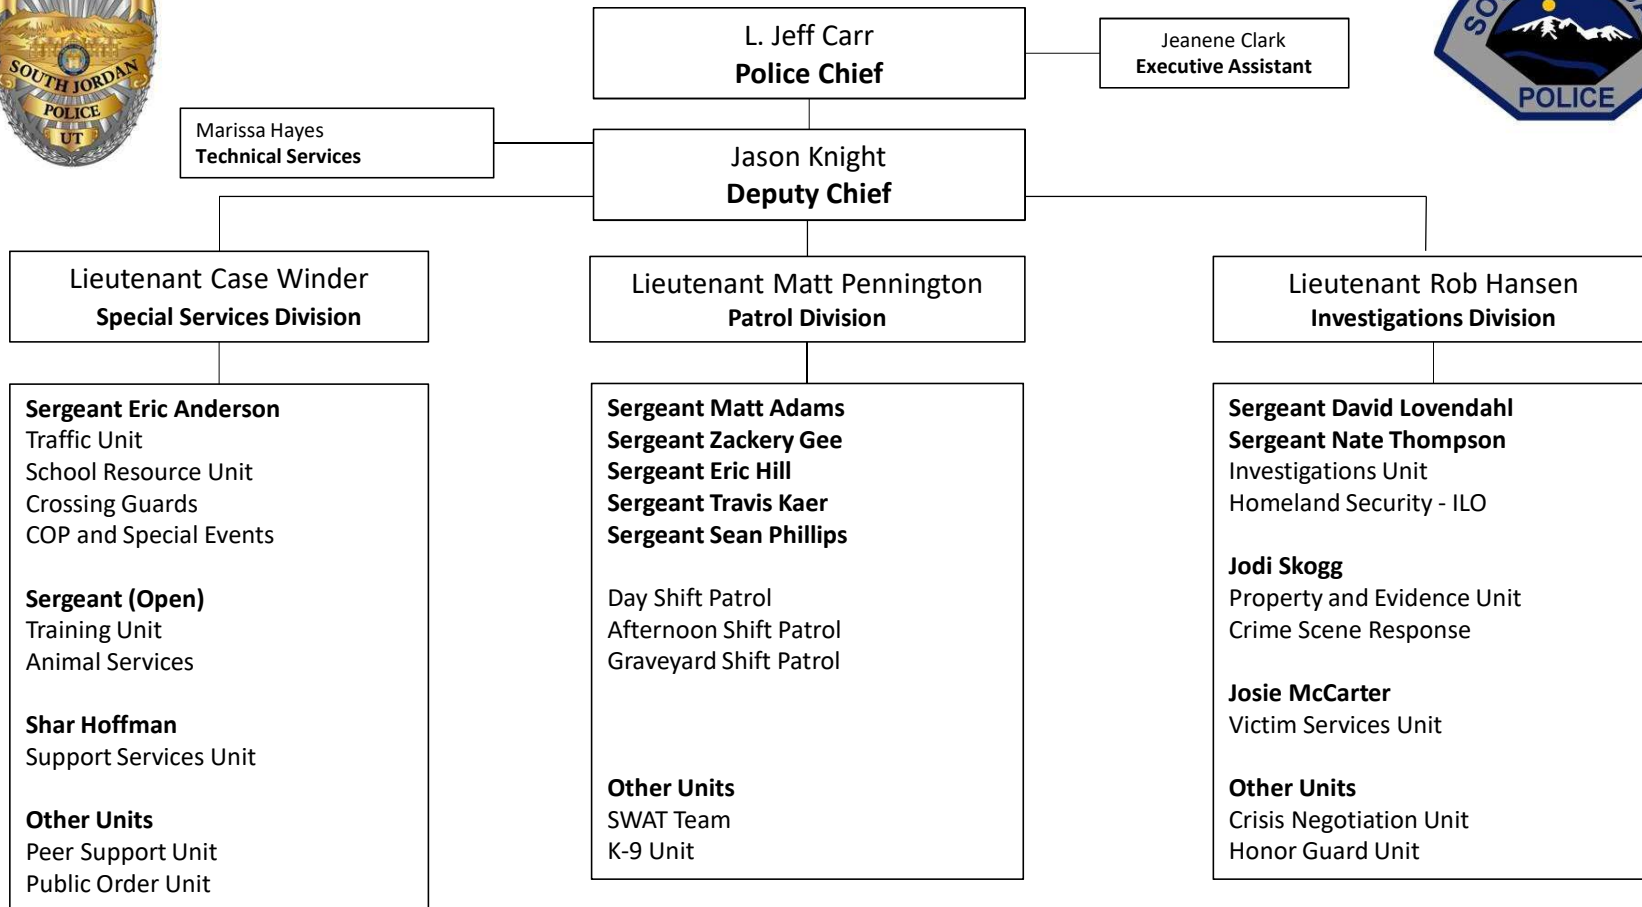 SOUTH JORDAN
POLICE
UT
L. Jeff Carr
Police Chief
Jeanene Clark
Executive Assistant
POLICE
Marissa Hayes
Technical Services
Jason Knight
Deputy Chief
Lieutenant Case Winder
Special Services Division
Lieutenant Matt Pennington
Patrol Division
Lieutenant Rob Hansen
Investigations Division
Sergeant Eric Anderson
Traffic Unit
School Resource Unit
Crossing Guards
COP and Special Events
Sergeant (Open)
Training Unit
Animal Services
Shar Hoffman
Support Services Unit
Other Units
Peer Support Unit
Public Order Unit
Sergeant Matt Adams
Sergeant Zackery Gee
Sergeant Eric Hill
Sergeant Travis Kaer
Sergeant Sean Phillips
Day Shift Patrol
Afternoon Shift Patrol
Graveyard Shift Patrol
Other Units
SWAT Team
K-9 Unit
Sergeant David Lovendahl
Sergeant Nate Thompson
Investigations Unit
Homeland Security - ILO
Jodi Skogg
Property and Evidence Unit
Crime Scene Response
Josie McCarter
Victim Services Unit
Other Units
Crisis Negotiation Unit
Honor Guard Unit